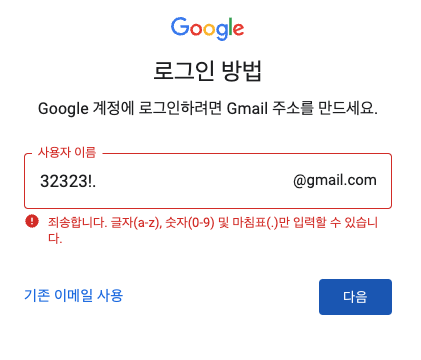 Google
로그인 방법
Google 계정에 로그인하려면 Gmail 주소를 만드세요.
사용자 이름
32323!. @gmail.com
죄송합니다. 글자(a-z), 숫자(0-9) 및 마침표(.)만 입력할 수 있습니
다.
기존 이메일 사용 다음